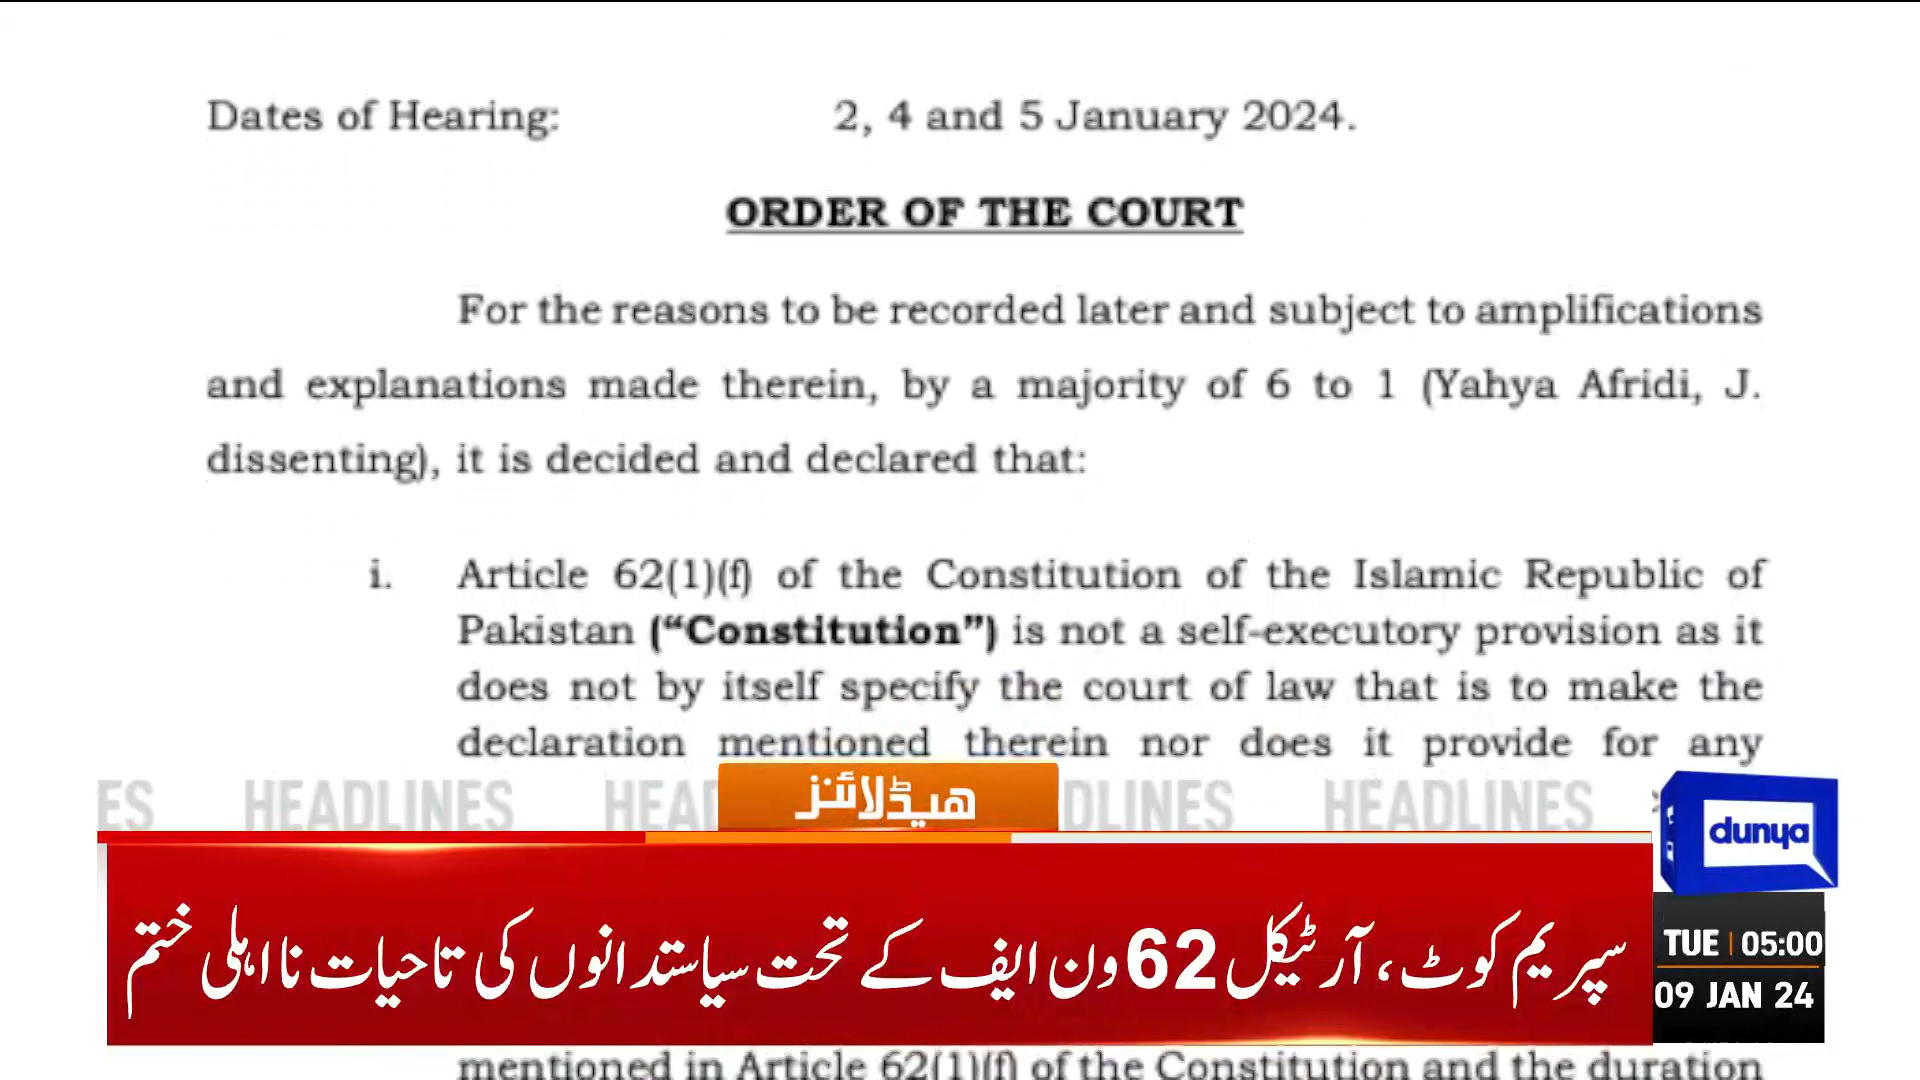 Dates of Hearing: 2, 4 and 5 January 2024.
ORDER OF THE COURT
For the reasons to be recorded later and subject to amplifications
and explanations made therein, by a majority of 6 to 1 (Yahya Afridi, J.
dissenting), it is decided and declared that:
i. Article 62(1)(f) of the Constitution of the Islamic Republic of
Pakistan (“Constitution”) is not a self-executory provision as it
does not by itself specify the court of law that is to make the
declaration mentioned therein nor does it provide for any
ES HEADLINES HEAD DLINES HEADLINES
ھیڈلائنز
dunya
سپریم کوٹ، آرٹیکل 62 ون ایف کے تحت سیاستدانوں کی تاحیات نااہلی ختم
TUE | 05:00
09 JAN 24
mentioned in Article 62(1)(f) of the Constitution and the duration